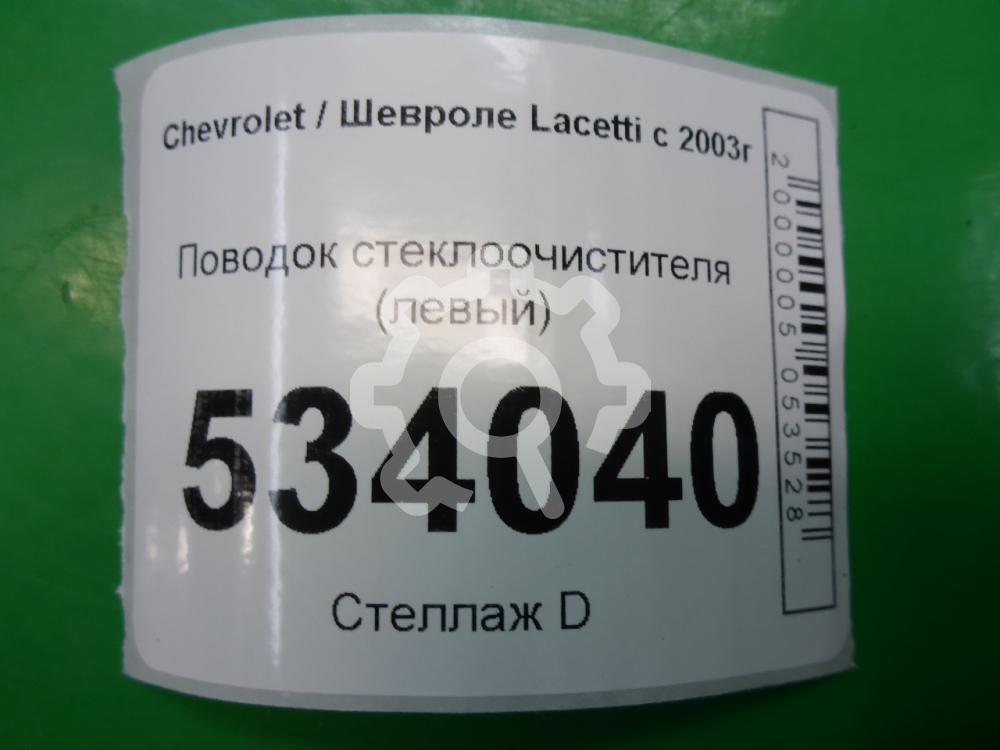 Chevrolet / Шевроле Lacetti с 2003г
Поводок стеклоочистителя
(левый)
534040
Стеллаж D
2000005053528